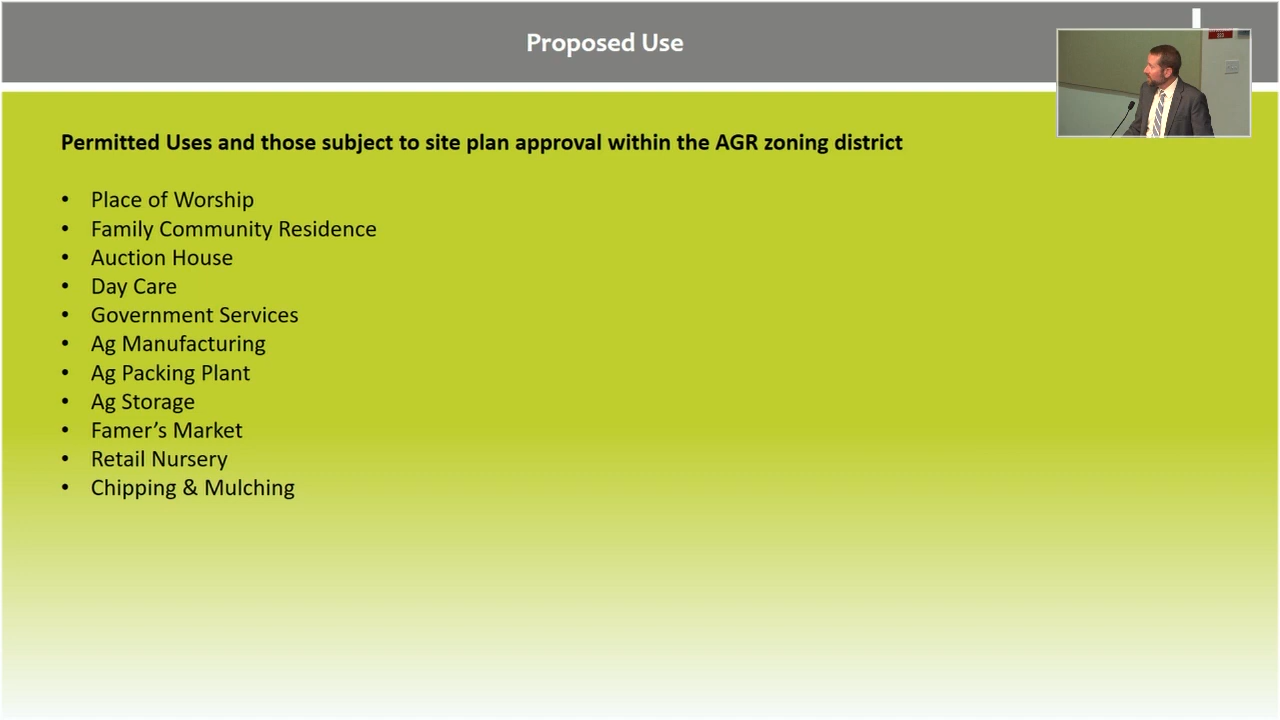 Proposed Use
Permitted Uses and those subject to site plan approval within the AGR zoning district
• Place of Worship
• Family Community Residence
• Auction House
• Day Care
• Government Services
• Ag Manufacturing
• Ag Packing Plant
• Ag Storage
• Famer’s Market
• Retail Nursery
• Chipping & Mulching